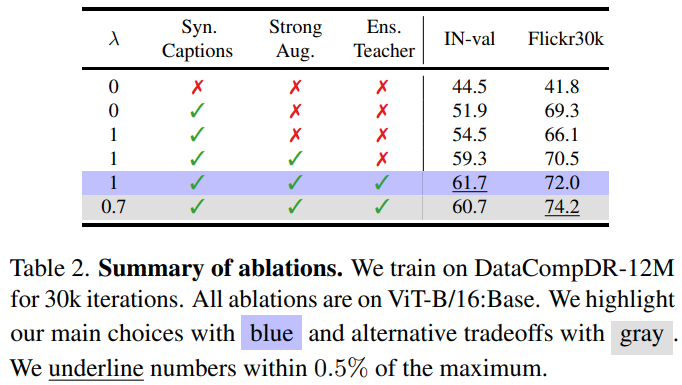 λ Syn. Captions Strong Aug. Ens. Teacher IN-val Flickr30k
0 ✗ ✗ ✗ 44.5 41.8
0 ✓ ✗ ✗ 51.9 69.3
1 ✓ ✗ ✗ 54.5 66.1
1 ✓ ✓ ✗ 59.3 70.5
1 ✓ ✓ ✓ 61.7 72.0
0.7 ✓ ✓ ✓ 60.7 74.2
Table 2. Summary of ablations. We train on DataCompDR-12M
for 30k iterations. All ablations are on ViT-B/16:Base. We highlight
our main choices with blue and alternative tradeoffs with gray .
We underline numbers within 0.5% of the maximum.